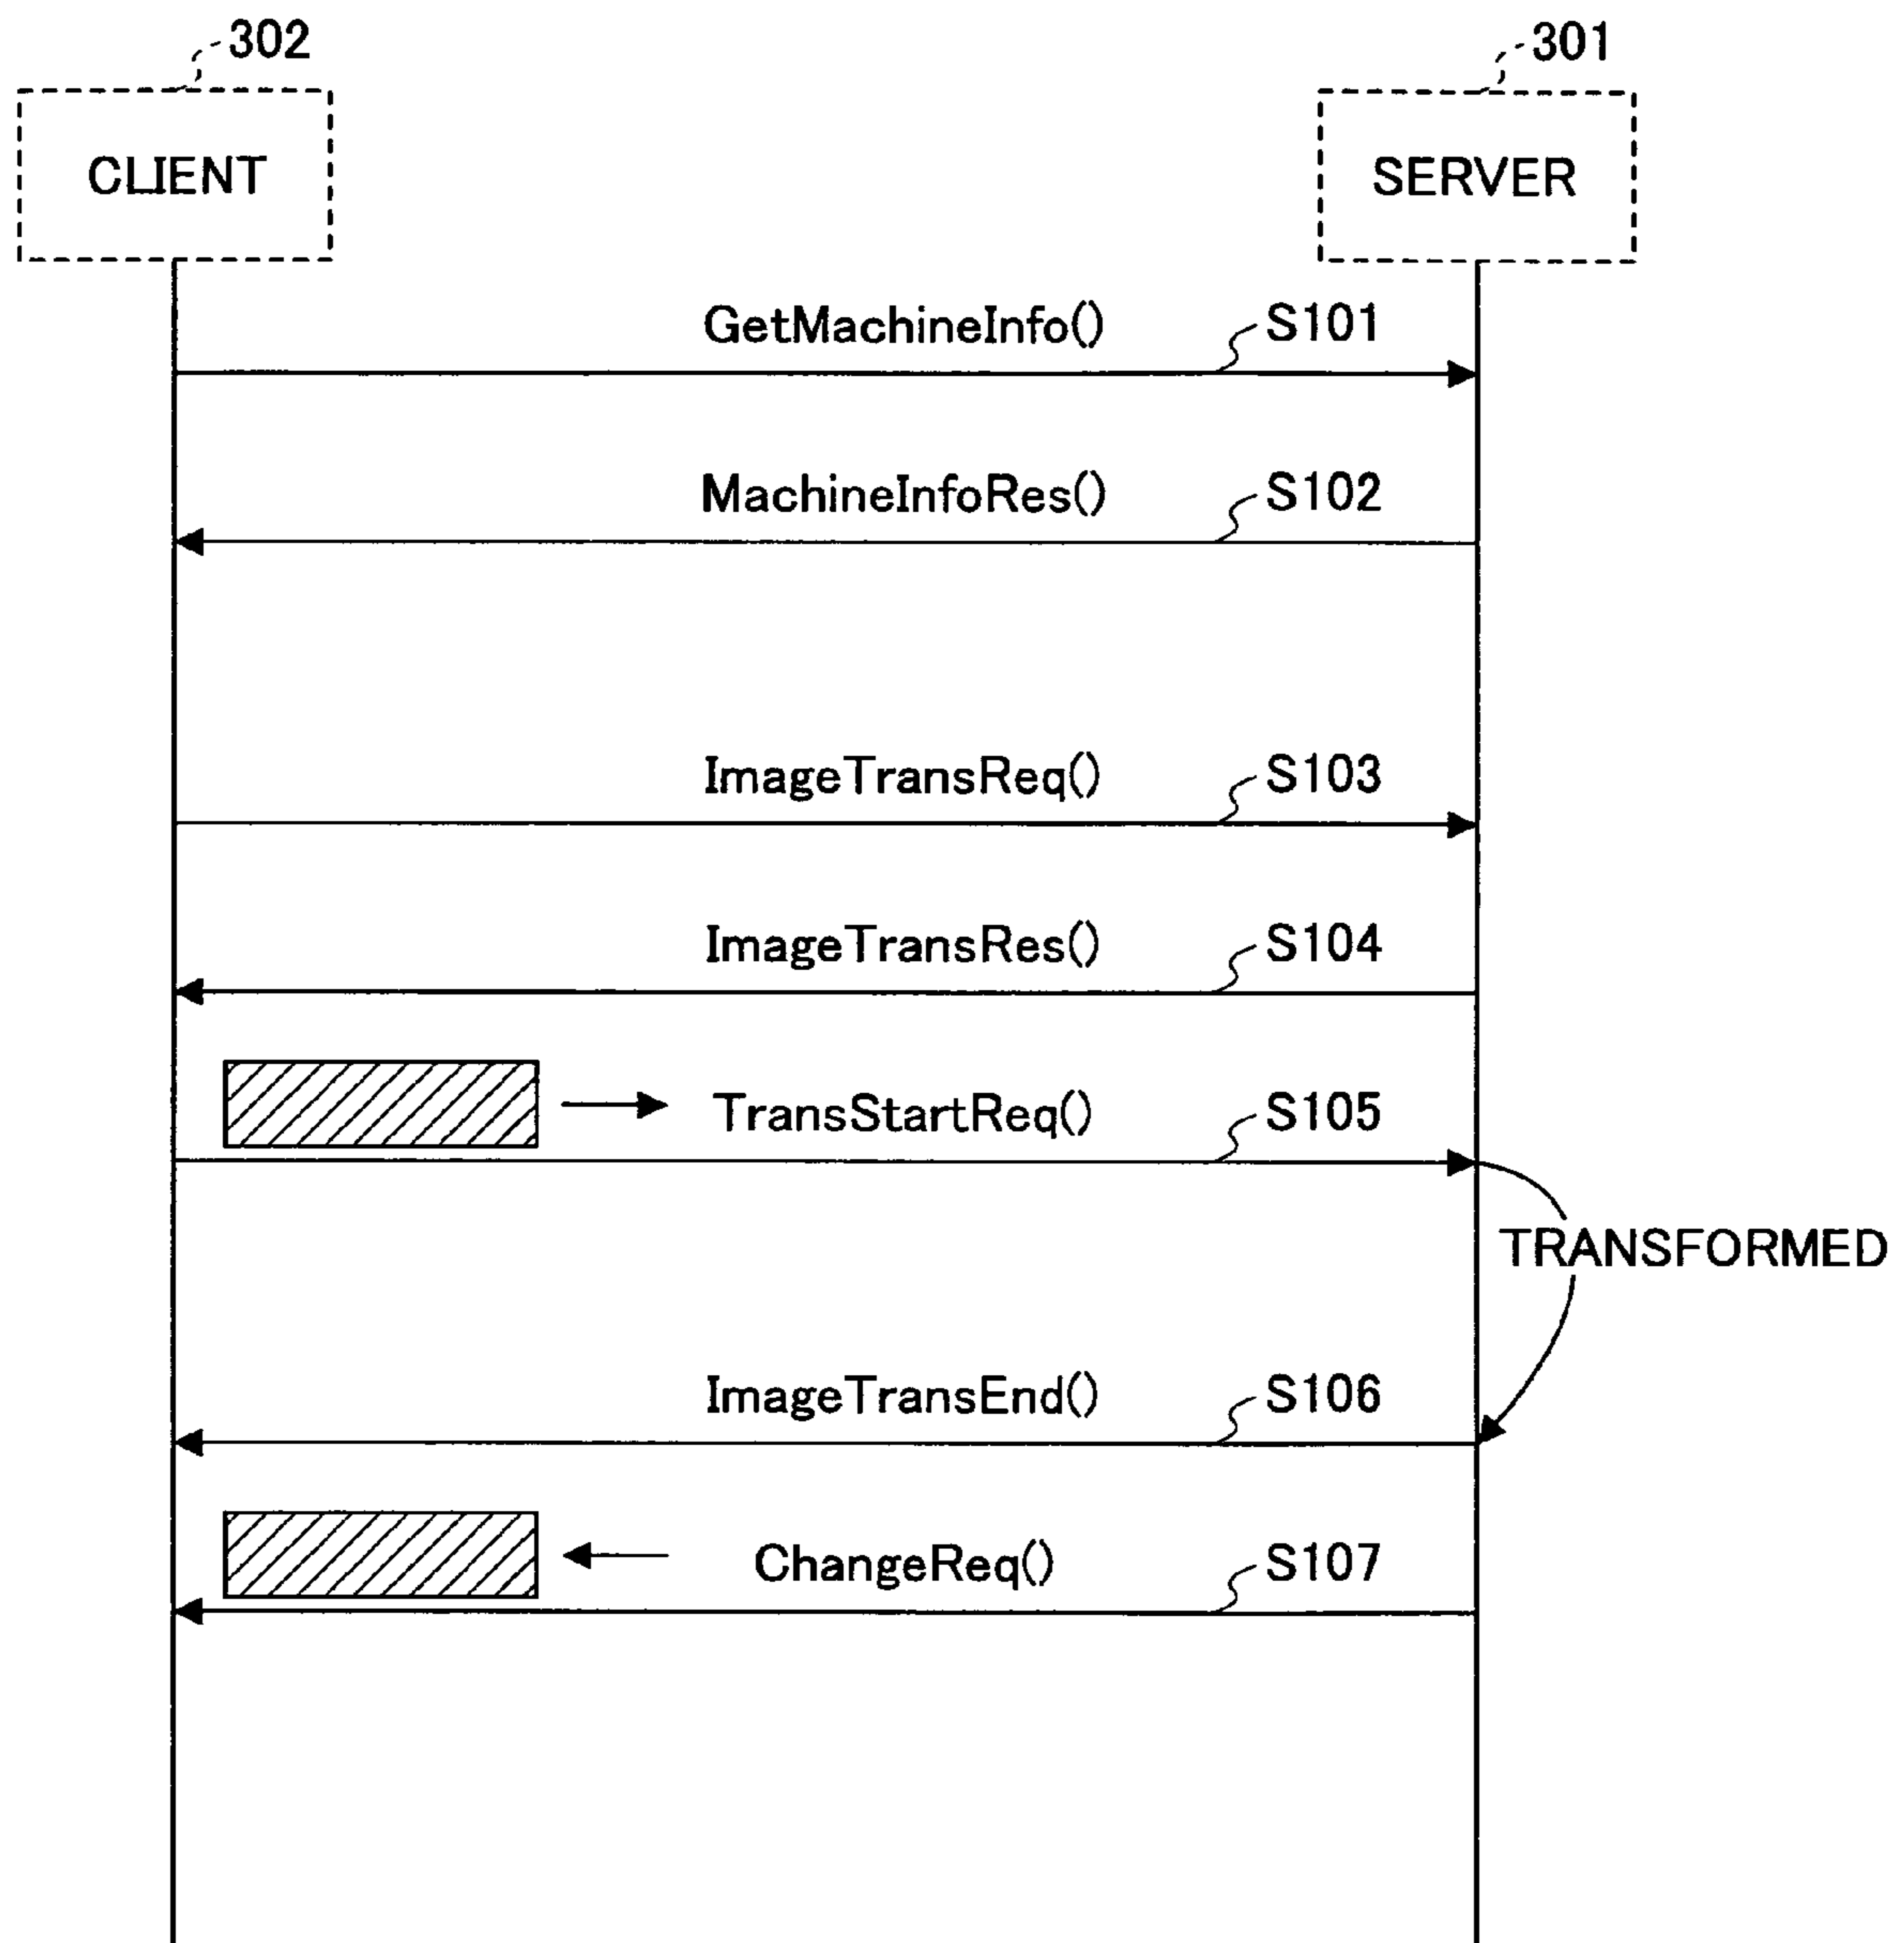 302
301
CLIENT
SERVER
GetMachineInfo()
S101
MachineInfoRes()
S102
ImageTransReq()
S103
ImageTransRes()
S104
TransStartReq()
S105
TRANSFORMED
ImageTransEnd()
S106
ChangeReq()
S107